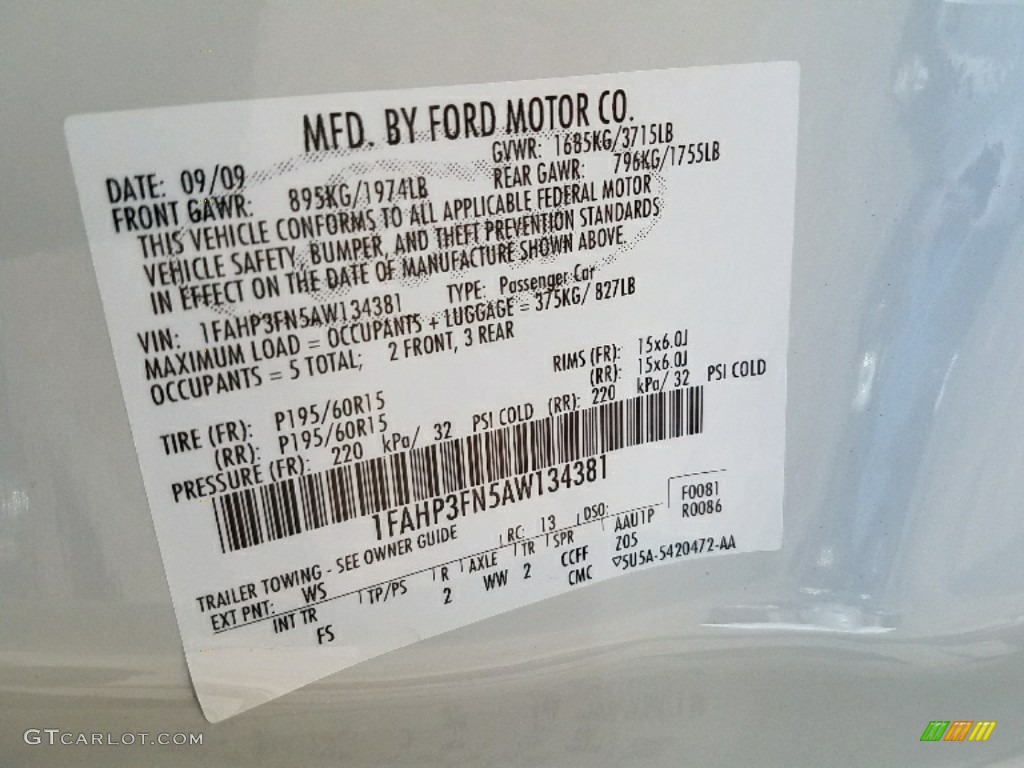 MFD. BY FORD MOTOR CO.
DATE: 09/09 GVWR: 1685KG/3715LB
FRONT GAWR: 895KG/1974LB REAR GAWR: 796KG/1755LB
THIS VEHICLE CONFORMS TO ALL APPLICABLE FEDERAL MOTOR
VEHICLE SAFETY, BUMPER, AND THEFT PREVENTION STANDARDS
IN EFFECT ON THE DATE OF MANUFACTURE SHOWN ABOVE.
VIN: 1FAHP3FN5AW134381 TYPE: Passenger Car
MAXIMUM LOAD = OCCUPANTS + LUGGAGE = 375KG/ 827LB
OCCUPANTS = 5 TOTAL; 2 FRONT, 3 REAR
TIRE (FR): P195/60R15 RIMS (FR): 15x6.0J
(RR): P195/60R15 (RR): 15x6.0J
PRESSURE (FR): 220 kPa/ 32 PSI COLD (RR): 220 kPa/ 32 PSI COLD
1FAHP3FN5AW134381
F0081
R0086
TRAILER TOWING - SEE OWNER GUIDE
EXT PNT: WS RC: 13 DSO: AAUTP
INT TR TP/PS R AXLE TR SPR Z05
FS 2 WW 2 CCFF
CMC 5U5A-5420472-AA
GTCARLOT.COM